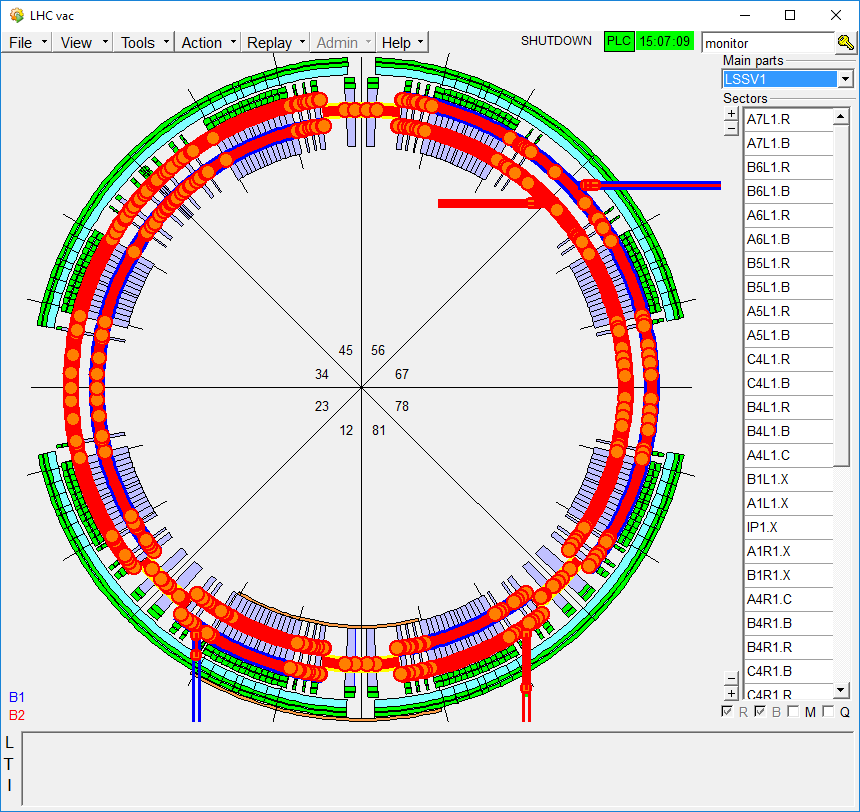 LHC vac
File View Tools Action Replay Admin Help SHUTDOWN PLC 15:07:09 monitor
Main parts
LSSV1
Sectors
+
−
A7L1.R
A7L1.B
B6L1.R
B6L1.B
A6L1.R
A6L1.B
B5L1.R
B5L1.B
A5L1.R
A5L1.B
C4L1.R
C4L1.B
B4L1.R
B4L1.B
A4L1.C
B1L1.X
A1L1.X
IP1.X
A1R1.X
B1R1.X
A4R1.C
B4R1.B
B4R1.R
C4R1.B
C4R1.R
−
+
R B M Q
45 56
34 67
23 78
12 81
B1
B2
L
T
I